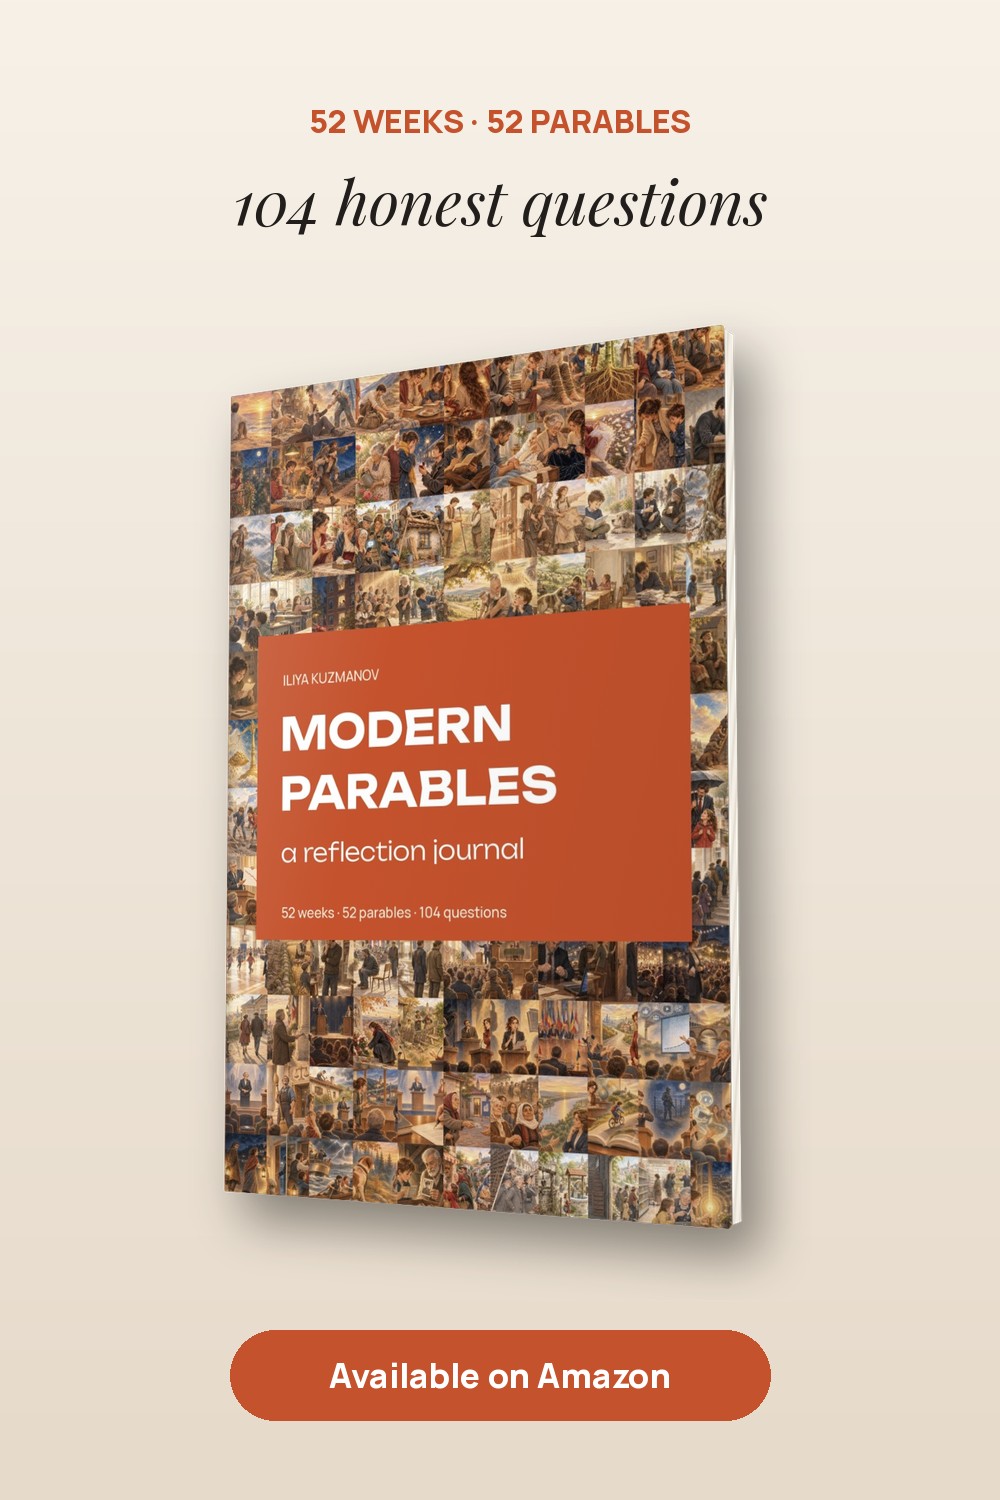 52 WEEKS · 52 PARABLES
104 honest questions
ILIYA KUZMANOV
MODERN
PARABLES
a reflection journal
52 weeks · 52 parables · 104 questions
Available on Amazon